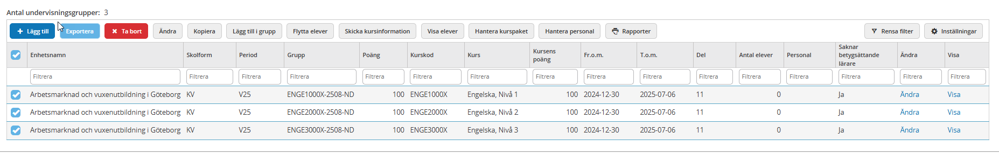 Antal undervisningsgrupper: 3
Lägg till Exportera Ta bort Ändra Kopiera Lägg till i grupp Flytta elever Skicka kursinformation Visa elever Hantera kurspaket Hantera personal Rapporter Rensa filter Inställningar
Enhetsnamn Skolform Period Grupp Poäng Kurskod Kurs Kursens poäng Fr.o.m. T.o.m. Del Antal elever Personal Saknar betygsättande lärare Ändra Visa
Filtrera Filtrera Filtrera Filtrera Filtrera Filtrera Filtrera Filtrera Filtrera Filtrera Filtrera Filtrera Filtrera Filtrera Filtrera Filtrera
Arbetsmarknad och vuxenutbildning i Göteborg KV V25 ENGE1000X-2508-ND 100 ENGE1000X Engelska, Nivå 1 100 2024-12-30 2025-07-06 11 0 Ja Ändra Visa
Arbetsmarknad och vuxenutbildning i Göteborg KV V25 ENGE2000X-2508-ND 100 ENGE2000X Engelska, Nivå 2 100 2024-12-30 2025-07-06 11 0 Ja Ändra Visa
Arbetsmarknad och vuxenutbildning i Göteborg KV V25 ENGE3000X-2508-ND 100 ENGE3000X Engelska, Nivå 3 100 2024-12-30 2025-07-06 11 0 Ja Ändra Visa